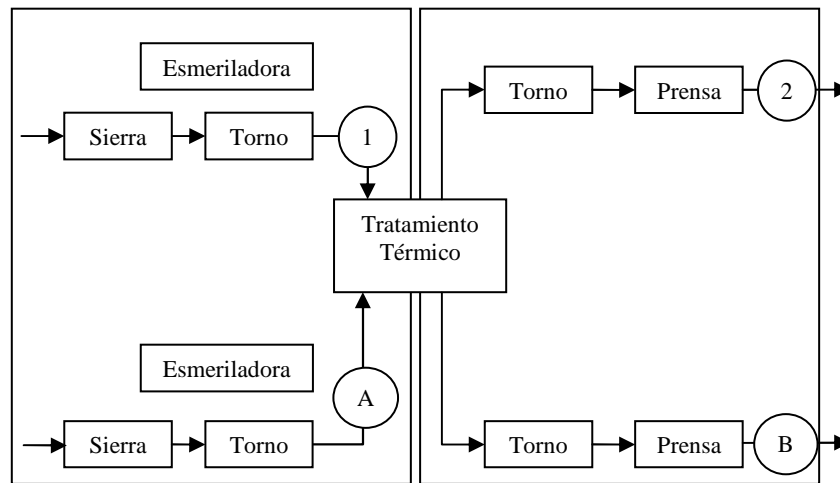 Esmeriladora
Sierra
Torno
1
Torno
Prensa
2
Tratamiento
Térmico
Esmeriladora
A
Sierra
Torno
Torno
Prensa
B